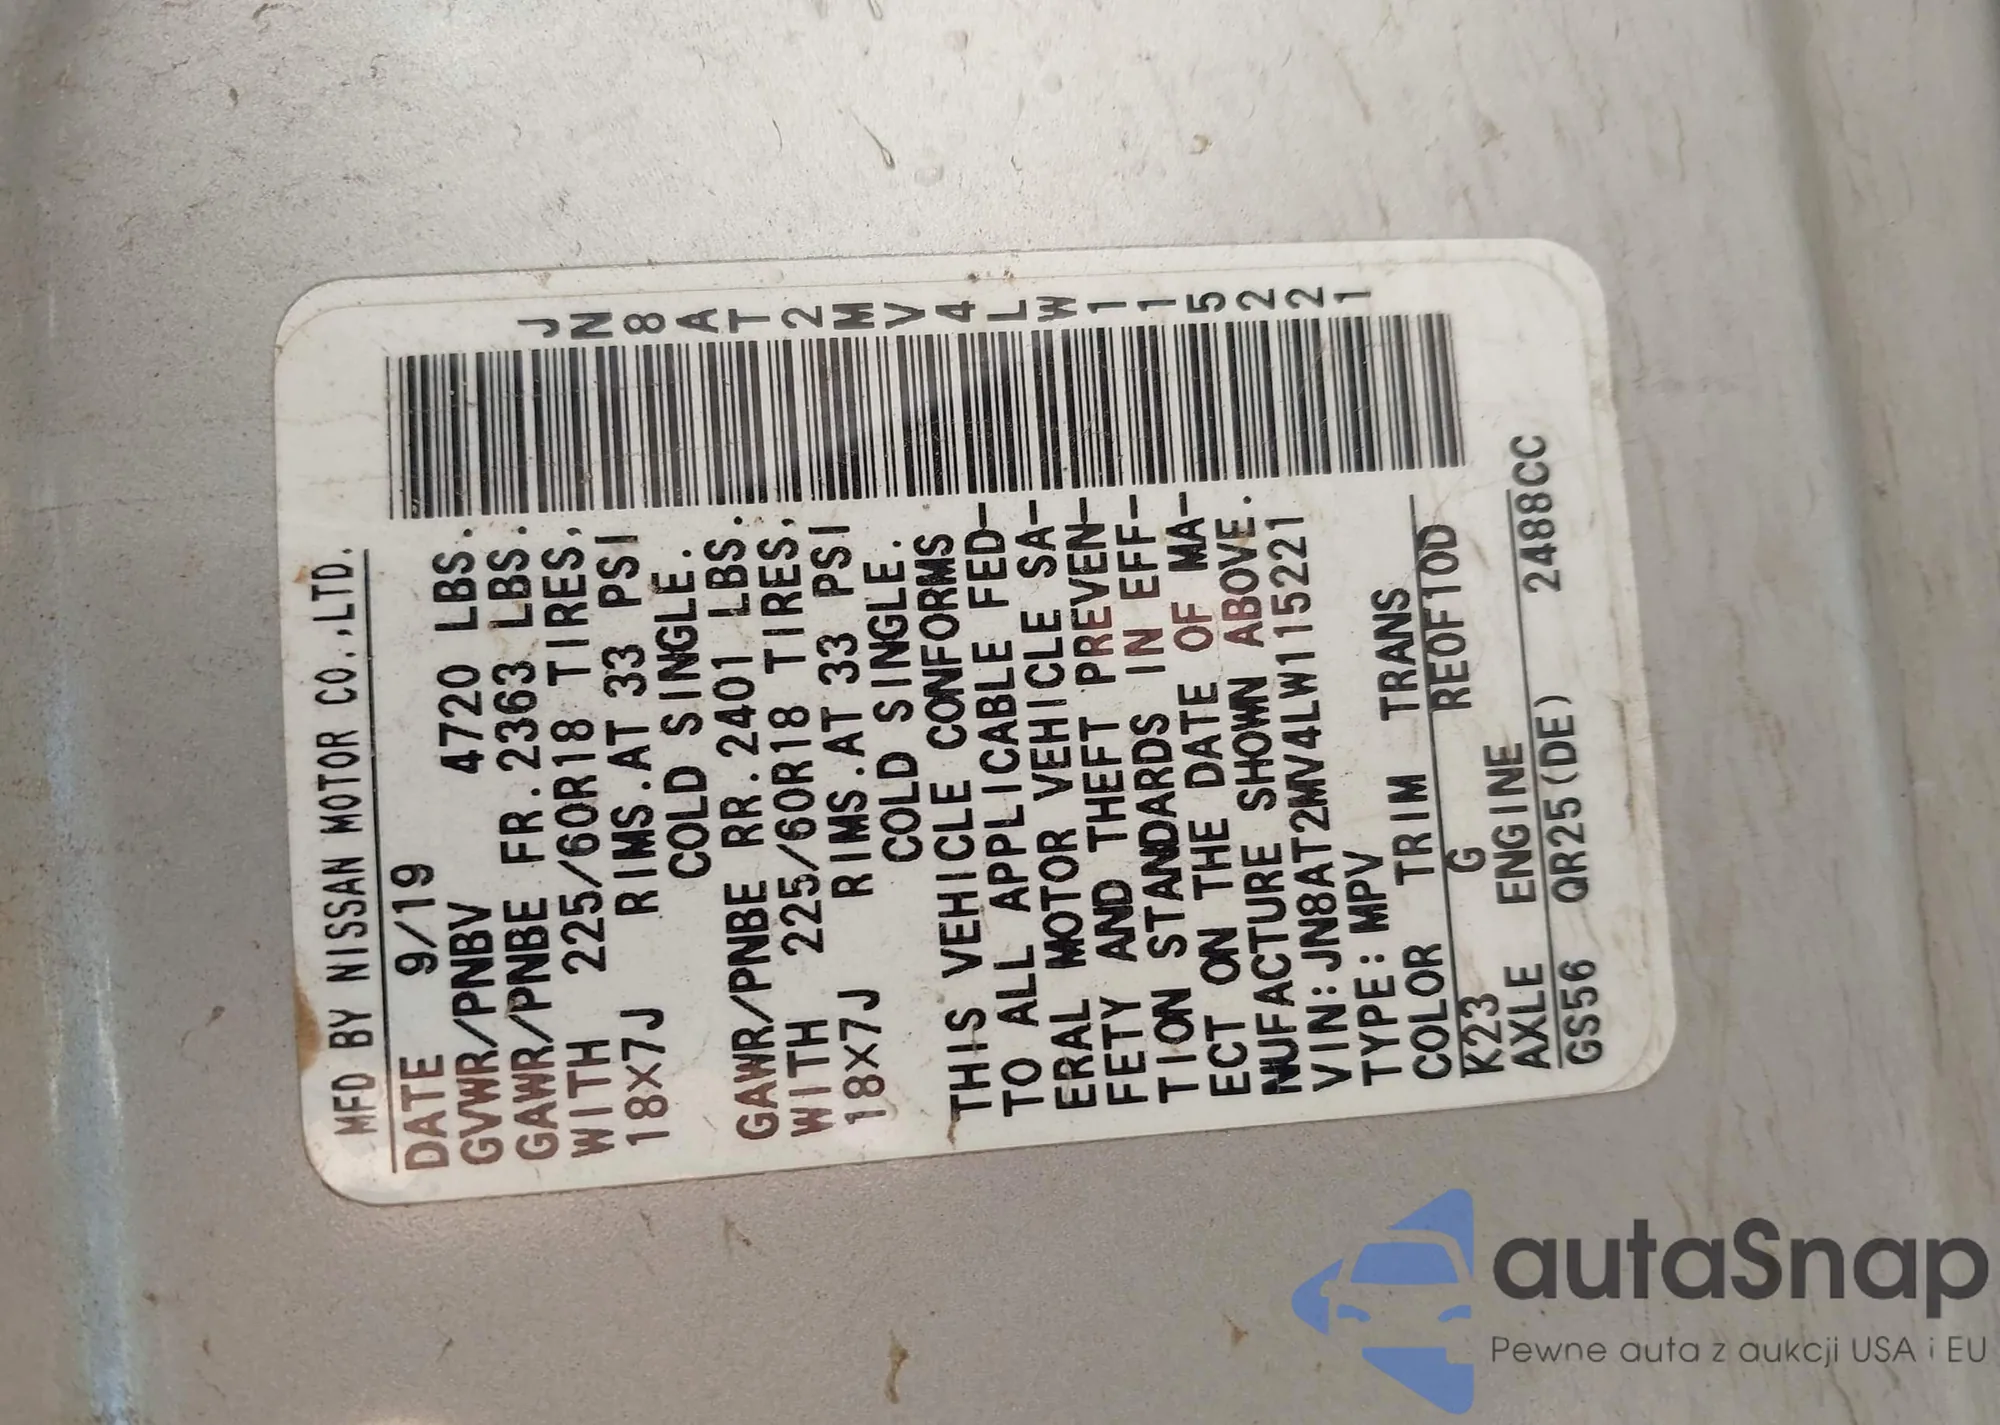 MFD BY NISSAN MOTOR CO.,LTD.
DATE 9/19
GVWR/PNBV 4720 LBS.
GAWR/PNBE FR.2363 LBS.
WITH 225/60R18 TIRES,
18×7J RIMS.AT 33 PSI
COLD SINGLE.
GAWR/PNBE RR.2401 LBS.
WITH 225/60R18 TIRES,
18×7J RIMS.AT 33 PSI
COLD SINGLE.
THIS VEHICLE CONFORMS
TO ALL APPLICABLE FED-
ERAL MOTOR VEHICLE SA-
FETY AND THEFT PREVEN-
TION STANDARDS IN EFF-
ECT ON THE DATE OF MA-
NUFACTURE SHOWN ABOVE.
VIN:JN8AT2MV4LW115221
TYPE:MPV
COLOR TRIM TRANS
K23 G RE0F10D
AXLE ENGINE
GS56 QR25(DE) 2488CC
JN8AT2MV4LW115221
autaSnap
Pewne auta z aukcji USA i EU